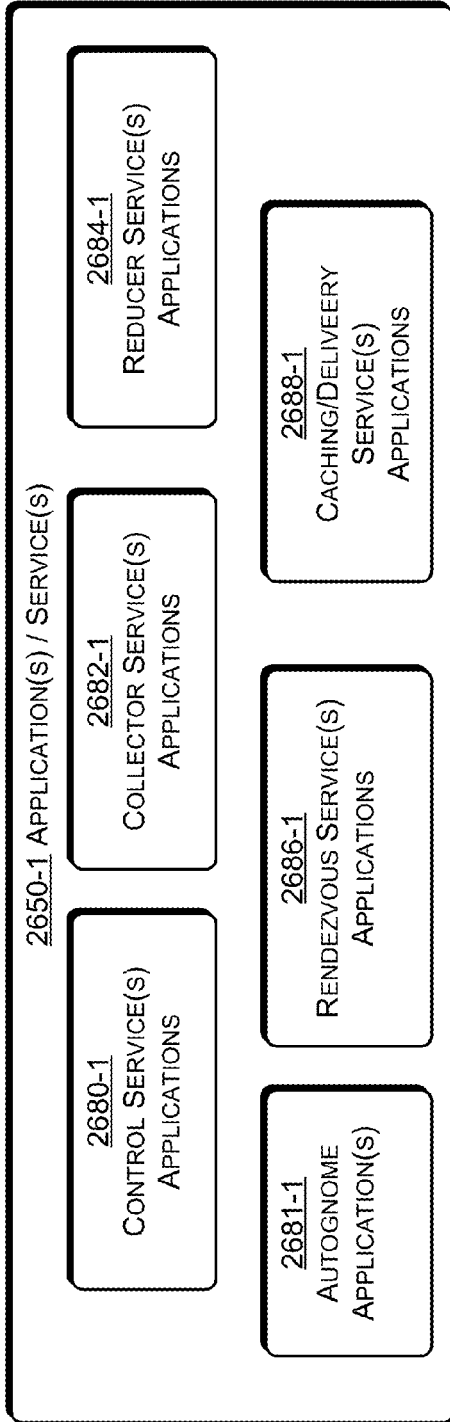 2650-1 APPLICATION(S) / SERVICE(S)
2680-1
CONTROL SERVICE(S)
APPLICATIONS
2682-1
COLLECTOR SERVICE(S)
APPLICATIONS
2684-1
REDUCER SERVICE(S)
APPLICATIONS
2681-1
AUTOGNOME
APPLICATION(S)
2686-1
RENDEZVOUS SERVICE(S)
APPLICATIONS
2688-1
CACHING/DELIVEERY
SERVICE(S)
APPLICATIONS